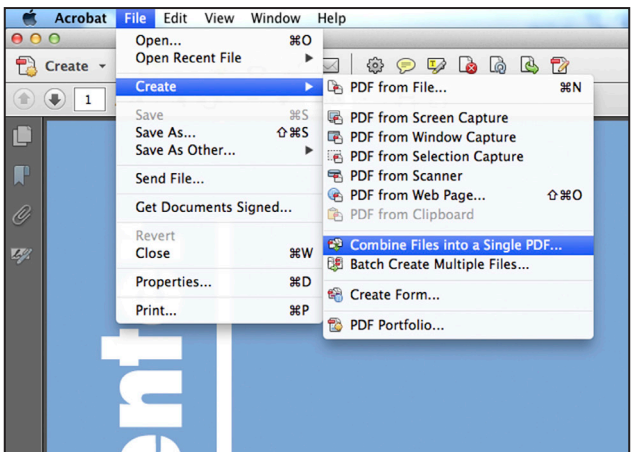 Acrobat File Edit View Window Help
Open... ⌘O
Open Recent File ▶
Create ▶
Save ⌘S
Save As... ⇧⌘S
Save As Other... ▶
Send File...
Get Documents Signed...
Revert
Close ⌘W
Properties... ⌘D
Print... ⌘P
PDF from File... ⌘N
PDF from Screen Capture
PDF from Window Capture
PDF from Selection Capture
PDF from Scanner
PDF from Web Page... ⇧⌘O
PDF from Clipboard
Combine Files into a Single PDF...
Batch Create Multiple Files...
Create Form...
PDF Portfolio...
Create
1
ent